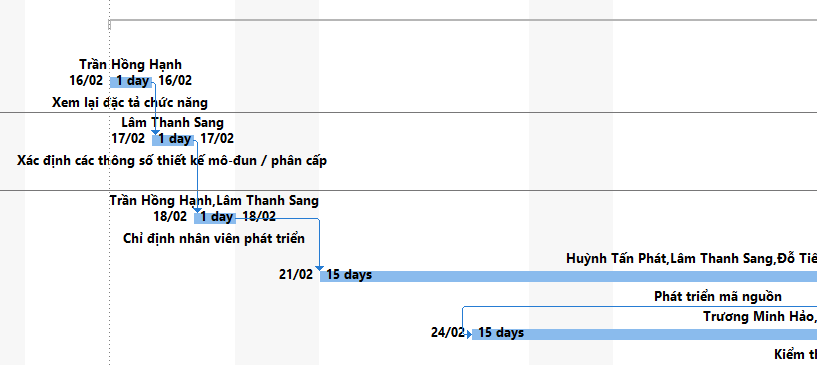 Trần Hồng Hạnh
16/02 1 day 16/02
Xem lại đặc tả chức năng
Lâm Thanh Sang
17/02 1 day 17/02
Xác định các thông số thiết kế mô-đun / phân cấp
Trần Hồng Hạnh,Lâm Thanh Sang
18/02 1 day 18/02
Chỉ định nhân viên phát triển
Huỳnh Tấn Phát,Lâm Thanh Sang,Đỗ Tiê
21/02 15 days
Phát triển mã nguồn
Trương Minh Hảo,
24/02 15 days
Kiểm th